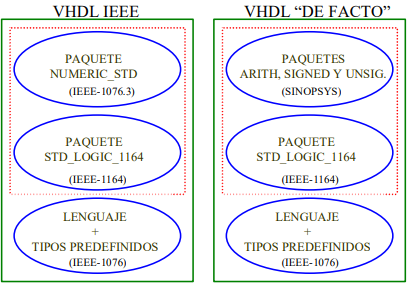 VHDL IEEE
PAQUETE
NUMERIC_STD
(IEEE-1076.3)
PAQUETE
STD_LOGIC_1164
(IEEE-1164)
LENGUAJE
+
TIPOS PREDEFINIDOS
(IEEE-1076)
VHDL “DE FACTO”
PAQUETES
ARITH, SIGNED Y UNSIG.
(SINOPSYS)
PAQUETE
STD_LOGIC_1164
(IEEE-1164)
LENGUAJE
+
TIPOS PREDEFINIDOS
(IEEE-1076)